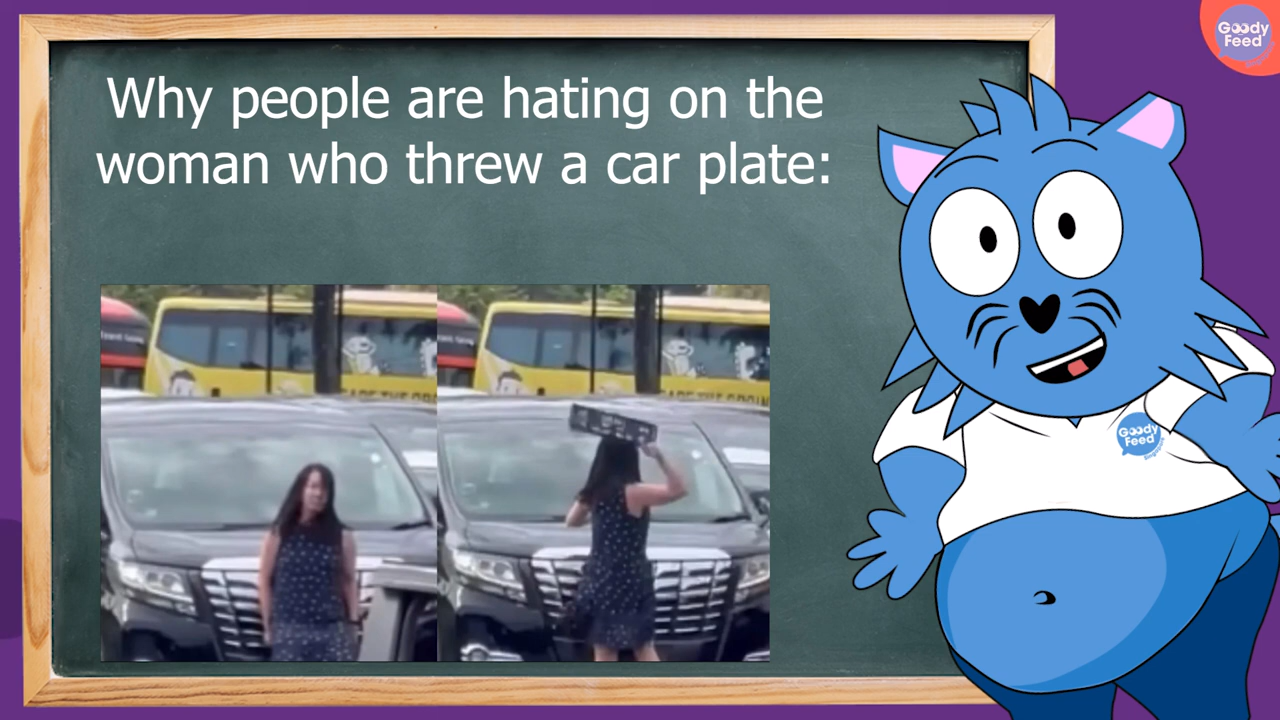 Goody
Feed
Why people are hating on the
woman who threw a car plate:
Goody
Feed